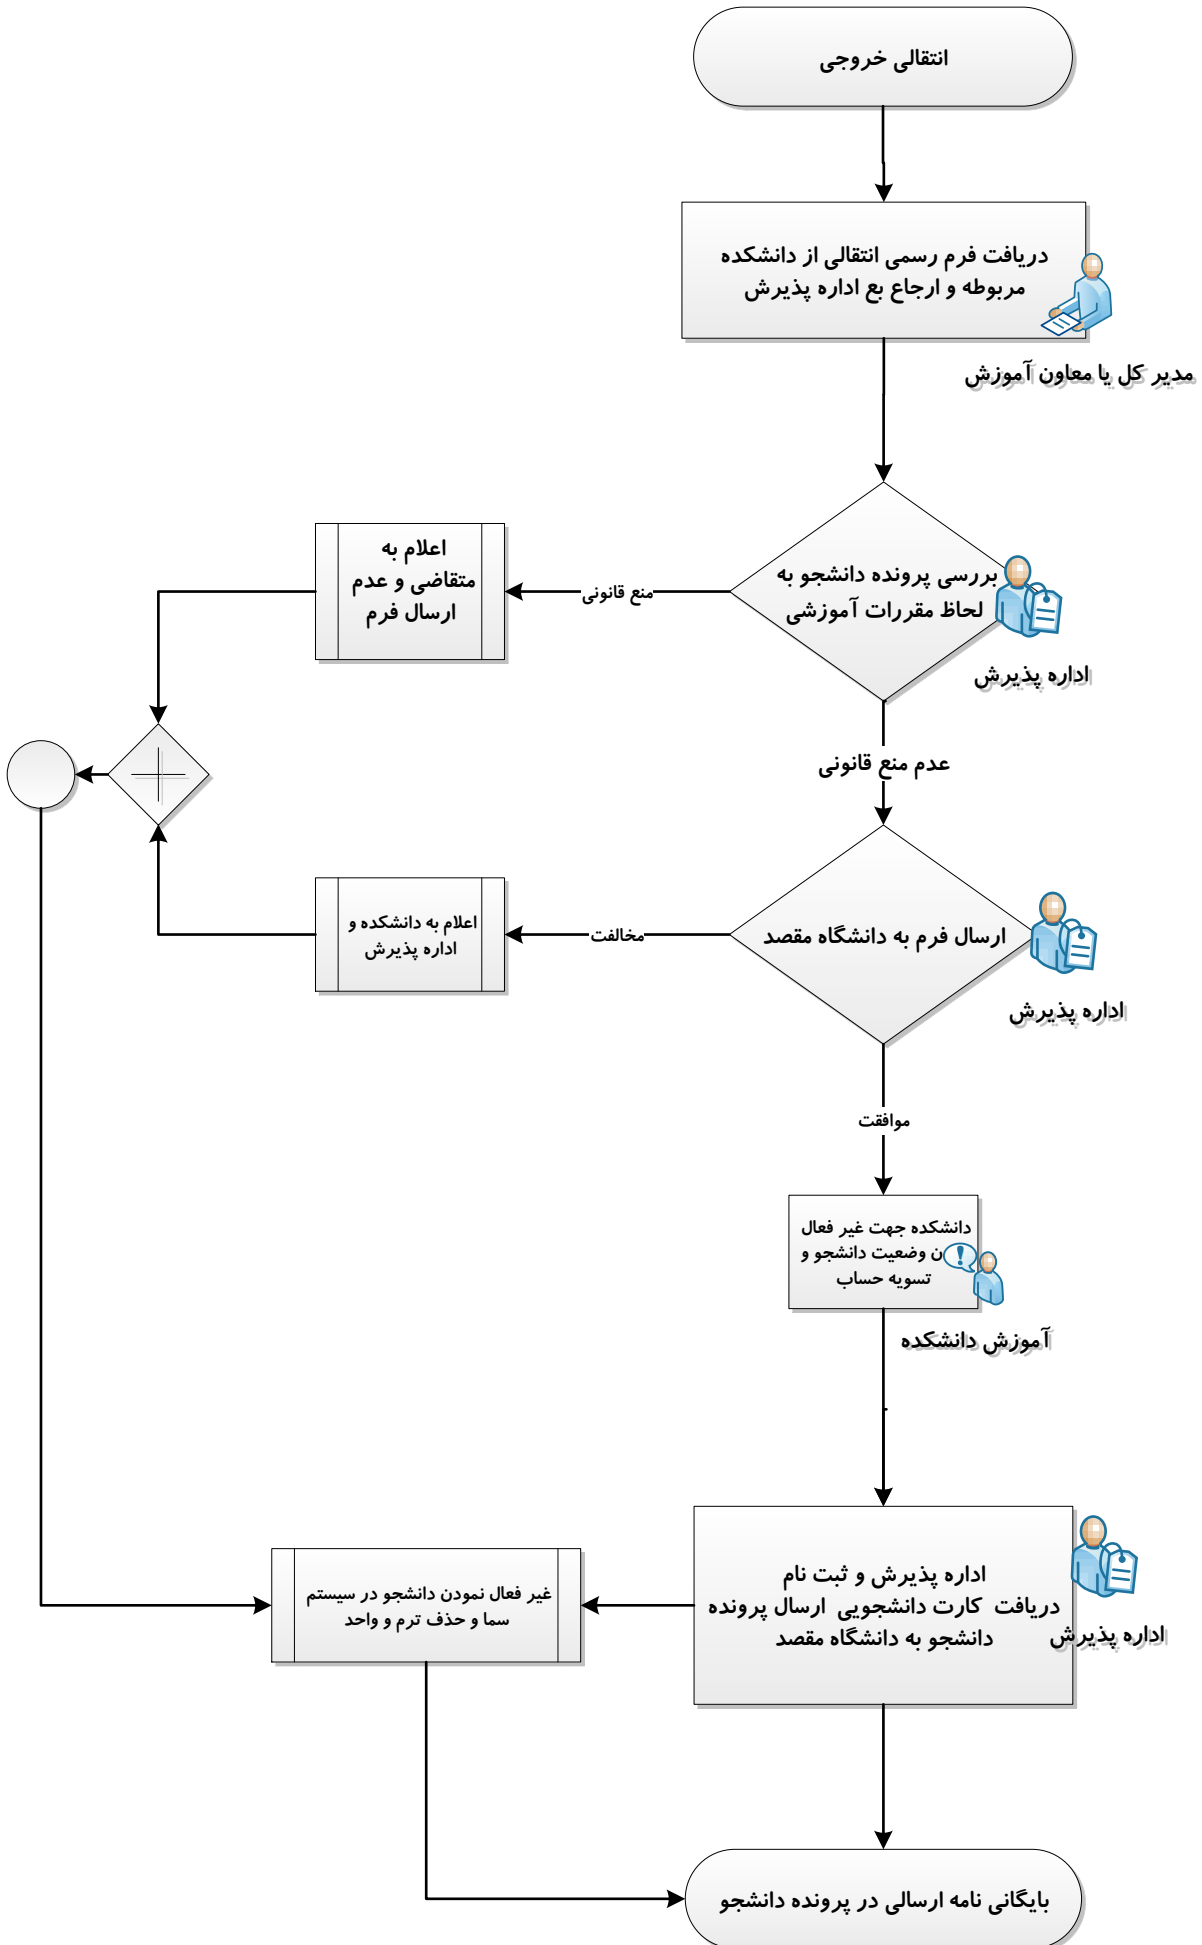 انتقالی خروجی
دریافت فرم رسمی انتقالی از دانشکده
مربوطه و ارجاع بع اداره پذیرش
مدیر کل یا معاون آموزش
بررسی پرونده دانشجو به
لحاظ مقررات آموزشی
اداره پذیرش
منع قانونی
اعلام به
متقاضی و عدم
ارسال فرم
عدم منع قانونی
ارسال فرم به دانشگاه مقصد
اداره پذیرش
مخالفت
اعلام به دانشکده و
اداره پذیرش
موافقت
دانشکده جهت غیر فعال
ن وضعیت دانشجو و
تسویه حساب
آموزش دانشکده
اداره پذیرش و ثبت نام
دریافت کارت دانشجویی ارسال پرونده
دانشجو به دانشگاه مقصد
اداره پذیرش
غیر فعال نمودن دانشجو در سیستم
سما و حذف ترم و واحد
بایگانی نامه ارسالی در پرونده دانشجو